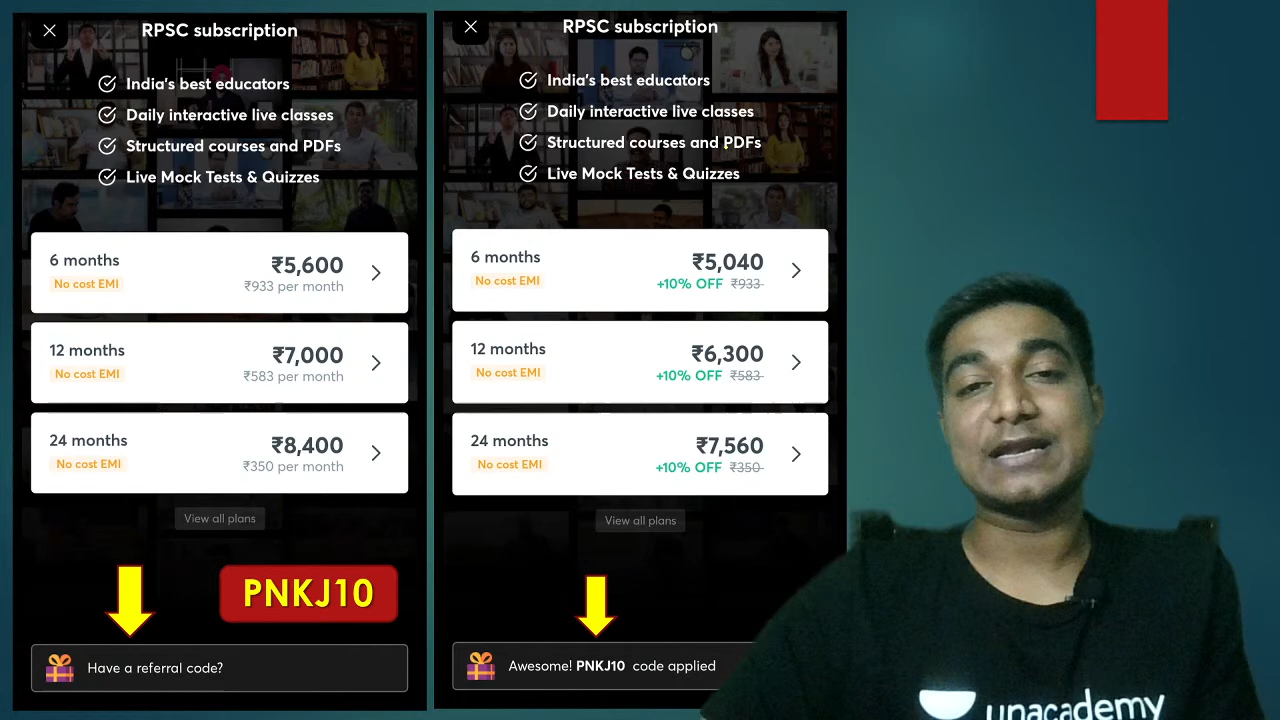 RPSC subscription
India's best educators
Daily interactive live classes
Structured courses and PDFs
Live Mock Tests & Quizzes
6 months
₹5,600
No cost EMI
₹933 per month
12 months
₹7,000
No cost EMI
₹583 per month
24 months
₹8,400
No cost EMI
₹350 per month
View all plans
PNKJ10
Have a referral code?
RPSC subscription
India's best educators
Daily interactive live classes
Structured courses and PDFs
Live Mock Tests & Quizzes
6 months
₹5,040
No cost EMI
+10% OFF ₹933
12 months
₹6,300
No cost EMI
+10% OFF ₹583
24 months
₹7,560
No cost EMI
+10% OFF ₹350
View all plans
Awesome! PNKJ10 code applied
unacademy